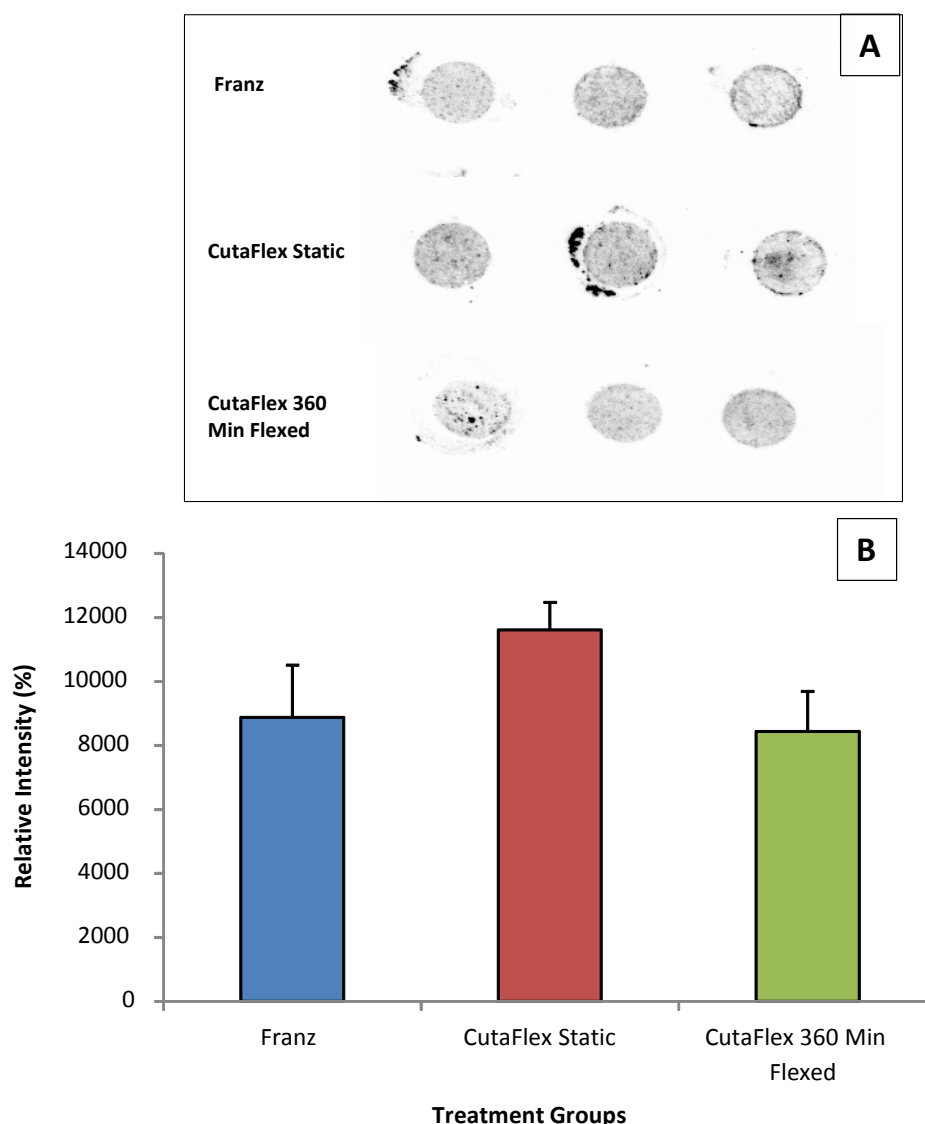 A
Franz
CutaFlex Static
CutaFlex 360
Min Flexed
B
14000
12000
10000
8000
6000
4000
2000
0
Relative Intensity (%)
Franz
CutaFlex Static
CutaFlex 360 Min
Flexed
Treatment Groups